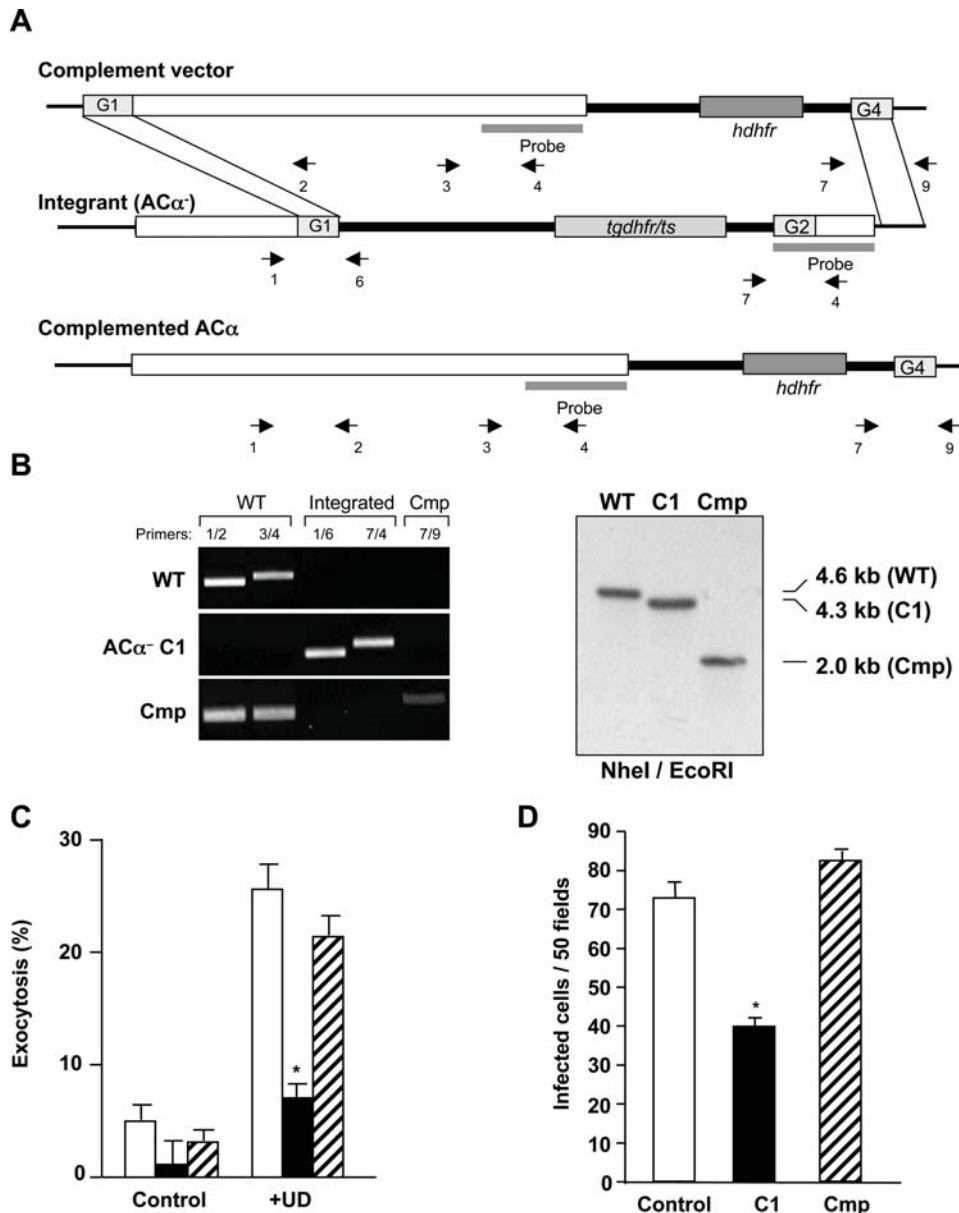 A
Complement vector
G1
hdhfr
G4
Probe
2
3
4
7
9
Integrant (ACα-)
G1
tgdhfr/ts
G2
Probe
1
6
7
4
Complemented ACα
hdhfr
G4
Probe
1
2
3
4
7
9
B
WT Integrated Cmp
Primers: 1/2 3/4 1/6 7/4 7/9
WT
ACα– C1
Cmp
WT C1 Cmp
4.6 kb (WT)
4.3 kb (C1)
2.0 kb (Cmp)
NheI / EcoRI
C
Exocytosis (%)
30
20
10
0
*
Control +UD
D
Infected cells / 50 fields
90
80
70
60
50
40
30
20
10
0
*
Control C1 Cmp